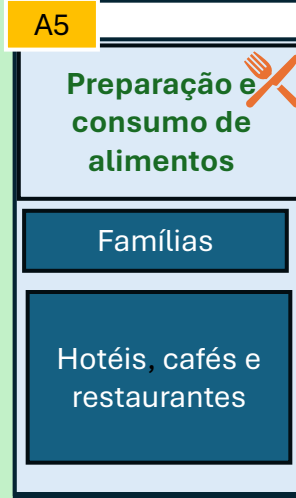 A5
Preparação e
consumo de
alimentos
Famílias
Hotéis, cafés e
restaurantes